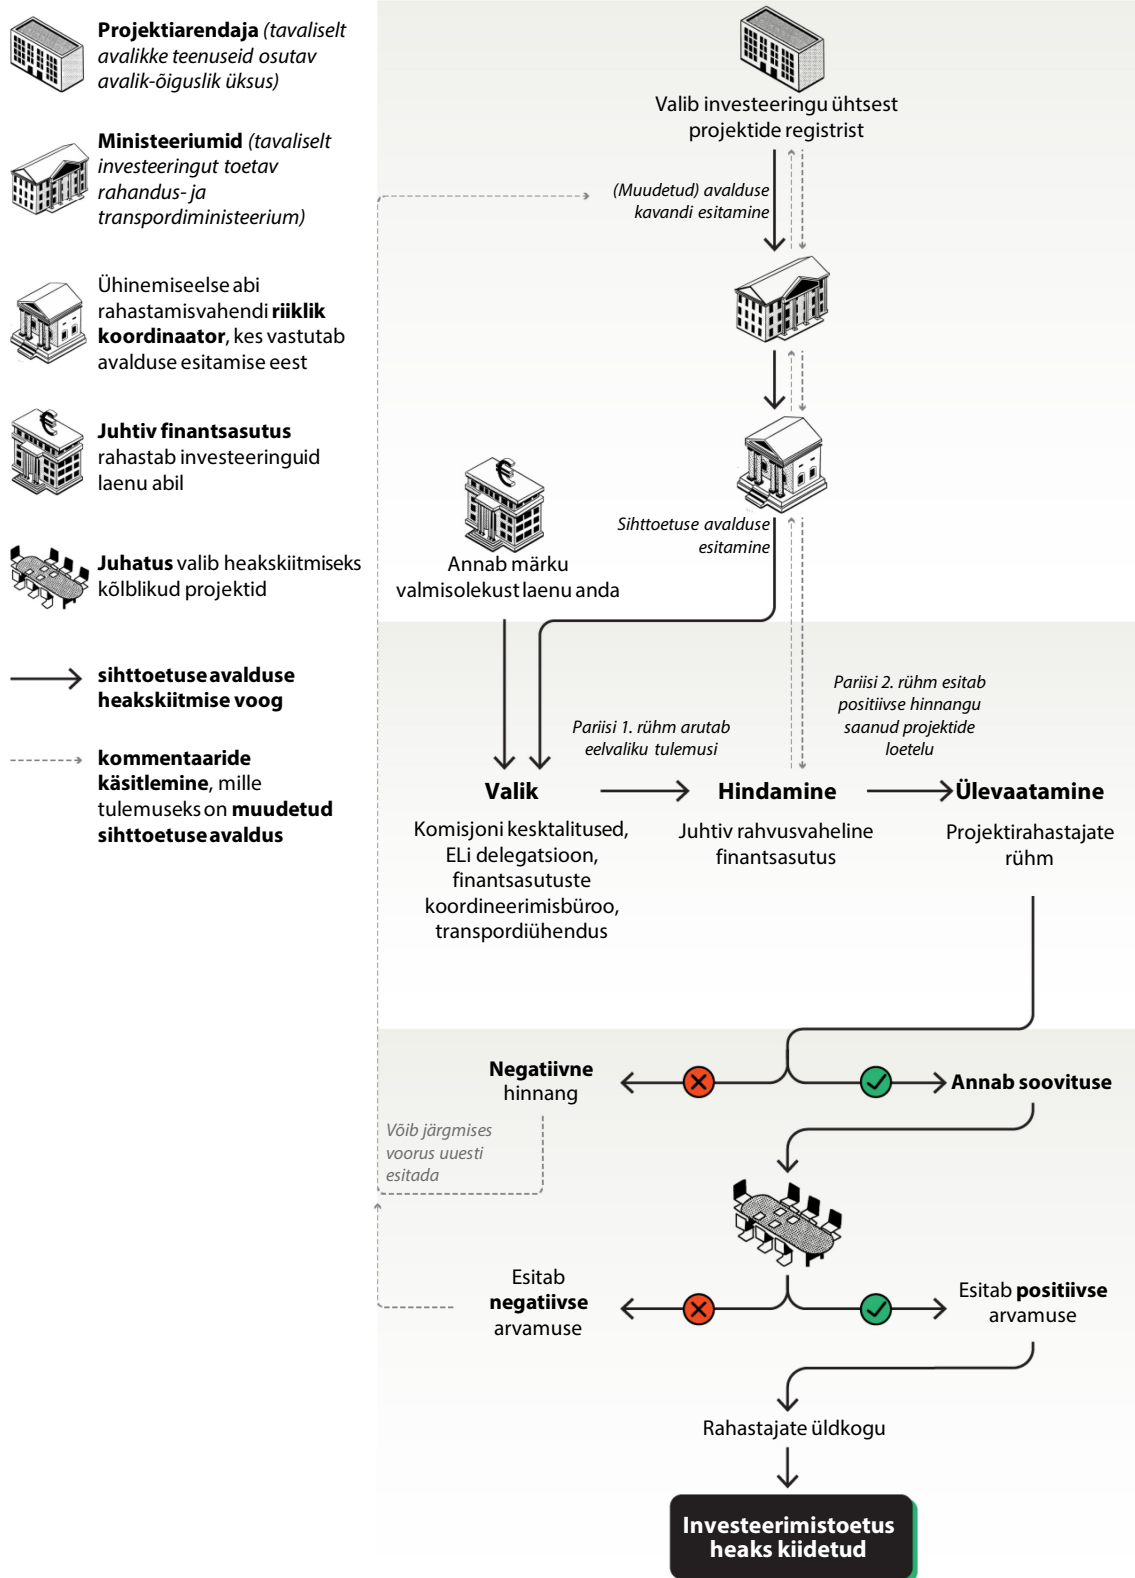 Projektiarendaja (tavaliselt
avalikke teenuseid osutav
avalik-õiguslik üksus)
Ministeeriumid (tavaliselt
investeeringut toetav
rahandus- ja
transpordiministeerium)
Ühinemiseelse abi
rahastamisvahendi riiklik
koordinaator, kes vastutab
avalduse esitamise eest
Juhtiv finantsasutus
rahastab investeeringuid
laenu abil
Juhatus valib heakskiitmiseks
kõlblikud projektid
sihttoetuse avalduse
heakskiitmise voog
kommentaaride
käsitlemine, mille
tulemuseks on muudetud
sihttoetuse avaldus
Valib investeeringu ühtsest
projektide registrist
(Muudetud) avalduse
kavandi esitamine
€
€
Sihttoetuse avalduse
esitamine
Annab märku
valmisolekust laenu anda
Pariisi 1. rühm arutab
eelvaliku tulemusi
Pariisi 2. rühm esitab
positiivse hinnangu
saanud projektide
loetelu
Valik
Komisjoni kesktalitused,
ELi delegatsioon,
finantsasutuste
koordineerimisbüroo,
transpordiühendus
Hindamine
Juhtiv rahvusvaheline
finantsasutus
Ülevaatamine
Projektirahastajate
rühm
Negatiivne
hinnang
Annab soovituse
Võib järgmises
voorus uuesti
esitada
Esitab
negatiivse
arvamuse
Esitab positiivse
arvamuse
Rahastajate üldkogu
Investeerimistoetus
heaks kiidetud